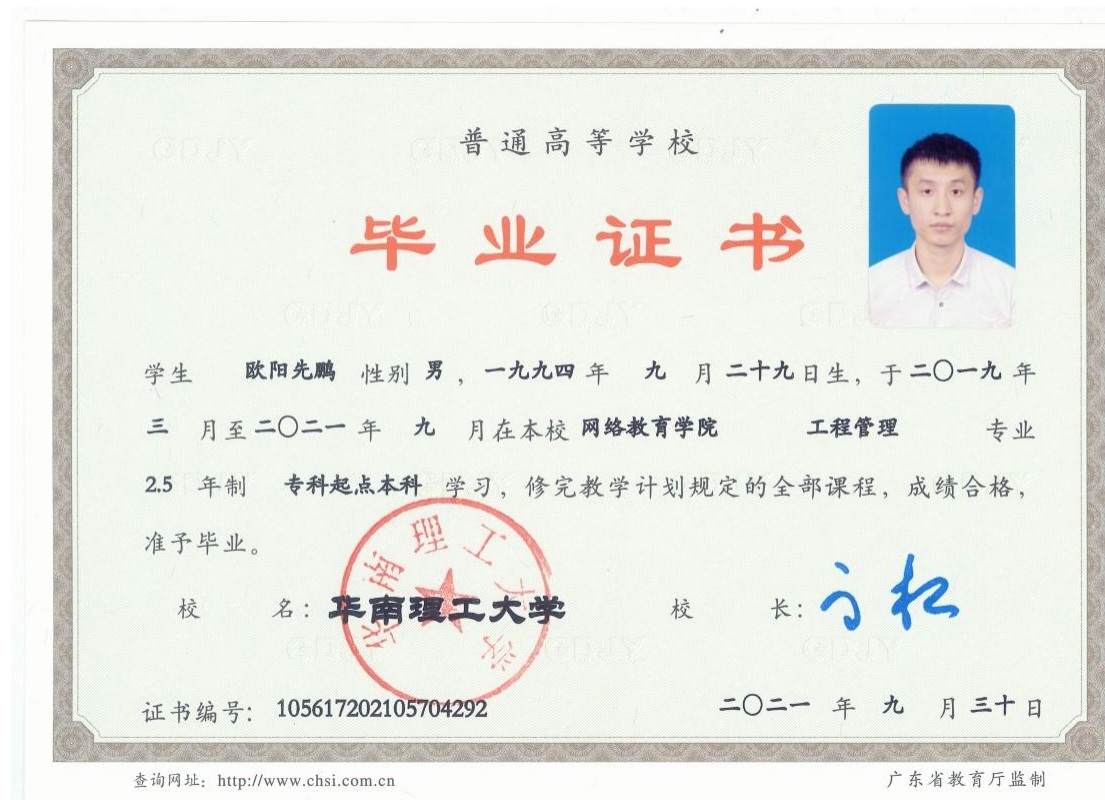 普通高等学校
毕业证书
学生 欧阳先鹏 性别 男，一九九四年 九 月二十九日生，于二〇一九年
三 月至二〇二一年 九 月在本校 网络教育学院 工程管理 专业
2.5 年制 专科起点本科 学习，修完教学计划规定的全部课程，成绩合格，
准予毕业。
华南理工大学
校 名：华南理工大学 校 长：
证书编号：105617202105704292 二〇二一 年 九 月 三十 日
查询网址：http://www.chsi.com.cn 广东省教育厅监制